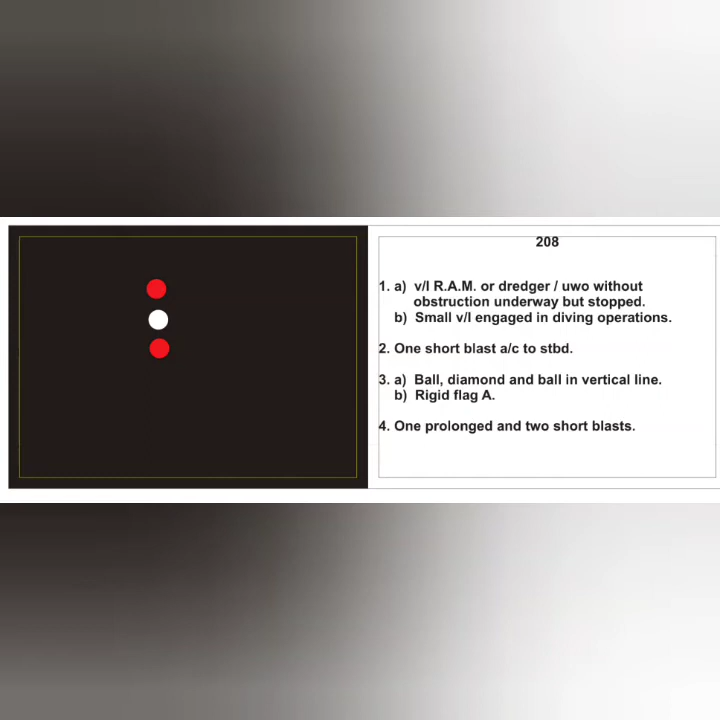 208
1. a) v/l R.A.M. or dredger / uwo without
obstruction underway but stopped.
b) Small v/l engaged in diving operations.
2. One short blast a/c to stbd.
3. a) Ball, diamond and ball in vertical line.
b) Rigid flag A.
4. One prolonged and two short blasts.